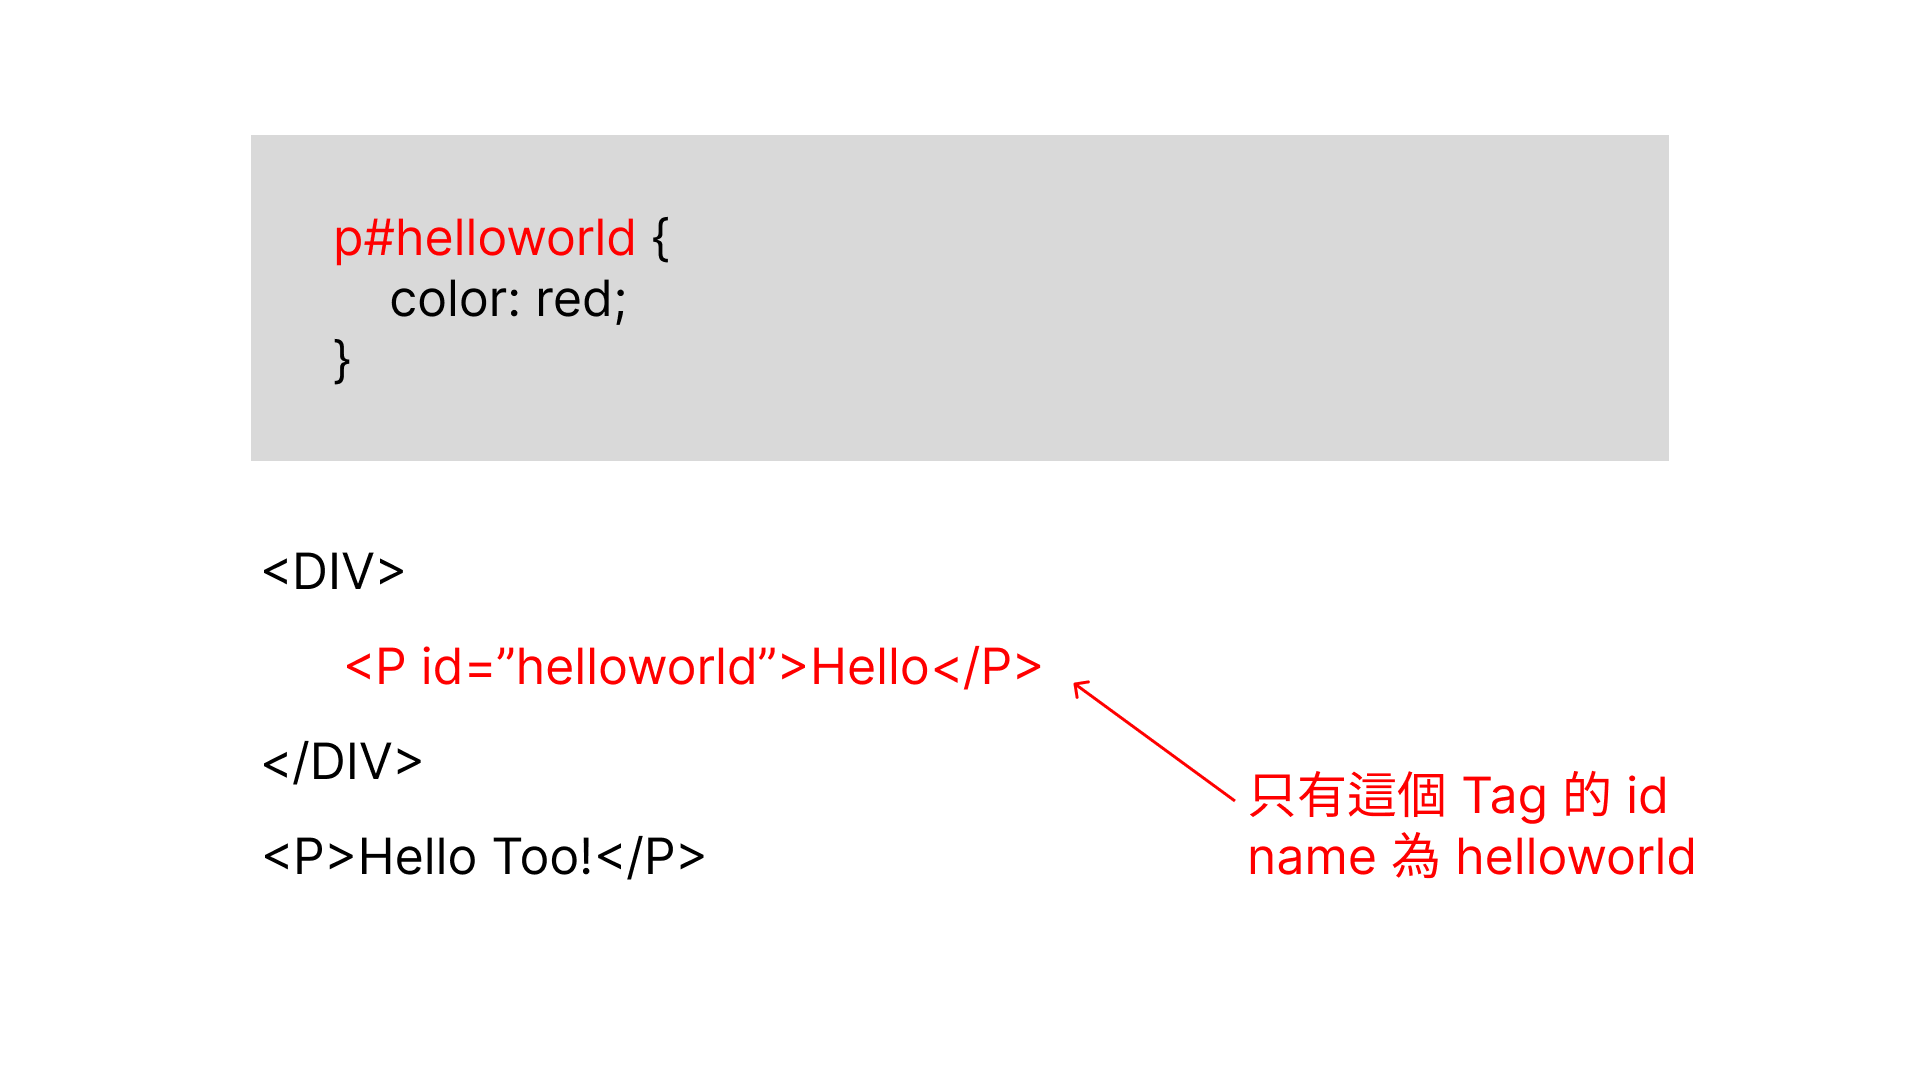 p#helloworld {
color: red;
}
<DIV>
<P id=”helloworld”>Hello</P>
</DIV>
<P>Hello Too!</P>
只有這個 Tag 的 id
name 為 helloworld